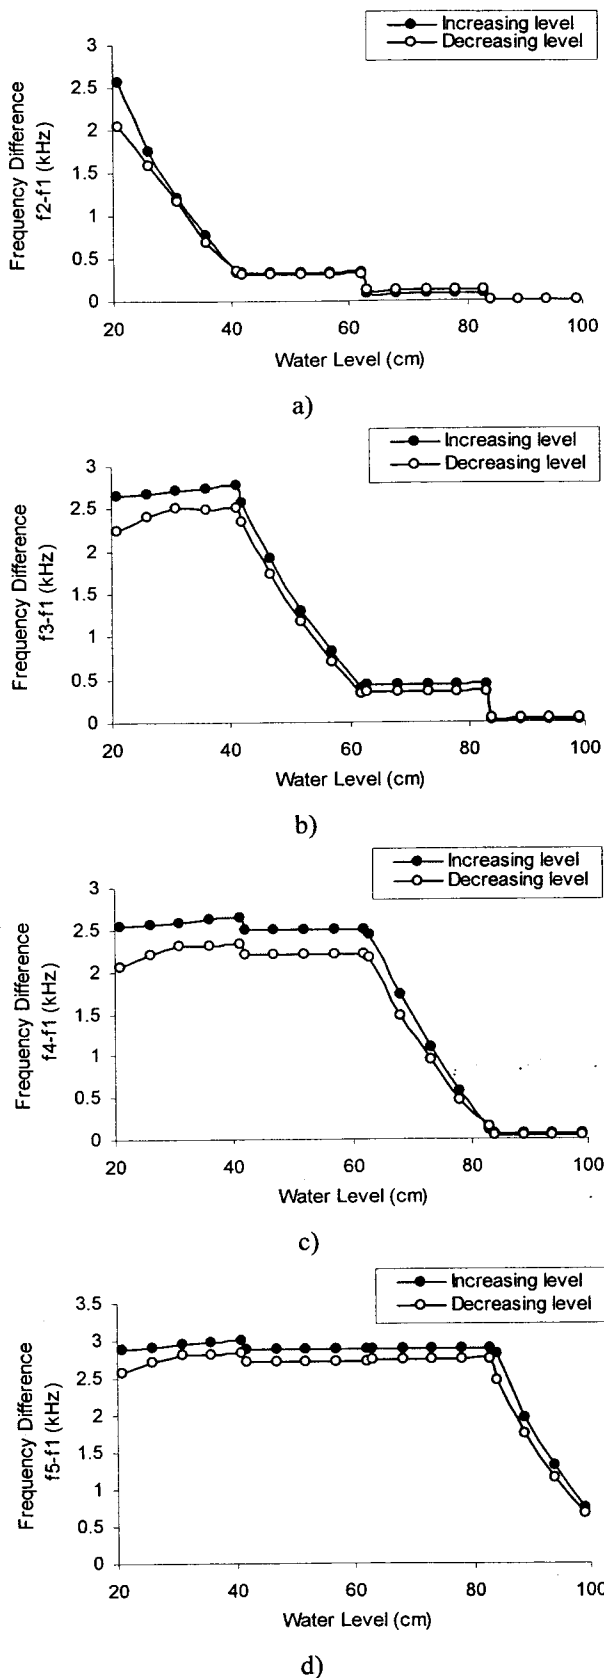 Increasing level
Decreasing level
Frequency Difference
f2-f1 (kHz)
3
2.5
2
1.5
1
0.5
0
20 40 60 80 100
Water Level (cm)
a)
Increasing level
Decreasing level
Frequency Difference
f3-f1 (kHz)
3
2.5
2
1.5
1
0.5
0
20 40 60 80 100
Water Level (cm)
b)
Increasing level
Decreasing level
Frequency Difference
f4-f1 (kHz)
3
2.5
2
1.5
1
0.5
0
20 40 60 80 100
Water Level (cm)
c)
Increasing level
Decreasing level
Frequency Difference
f5-f1 (kHz)
3.5
3
2.5
2
1.5
1
0.5
0
20 40 60 80 100
Water Level (cm)
d)